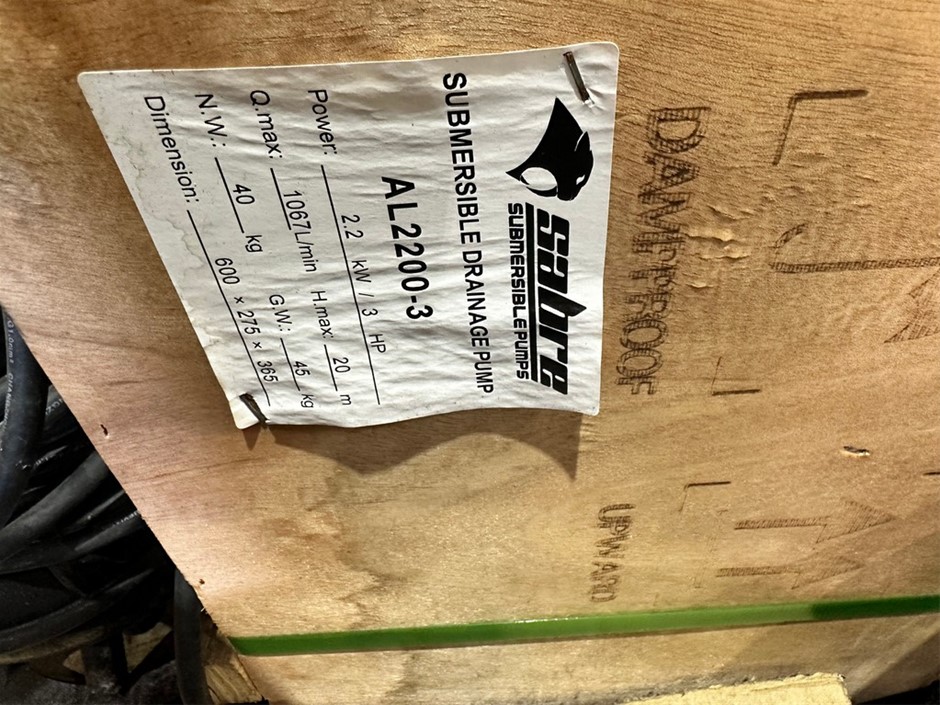 sabre
SUBMERSIBLE PUMPS
SUBMERSIBLE DRAINAGE PUMP
AL2200-3
Power: 2.2 kW / 3 HP
Q.max: 1067L/min H.max: 20 m
N.W.: 40 kg G.W.: 45 kg
Dimension: 600 × 275 × 365
DAMPPROOF
UPWARD